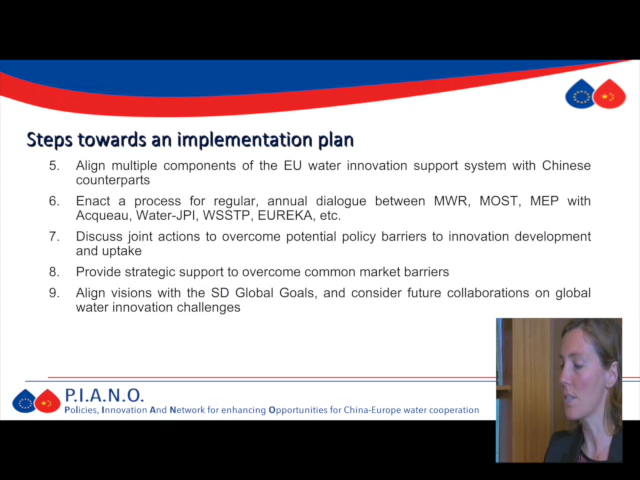 Steps towards an implementation plan
5. Align multiple components of the EU water innovation support system with Chinese
counterparts
6. Enact a process for regular, annual dialogue between MWR, MOST, MEP with
Acqueau, Water-JPI, WSSTP, EUREKA, etc.
7. Discuss joint actions to overcome potential policy barriers to innovation development
and uptake
8. Provide strategic support to overcome common market barriers
9. Align visions with the SD Global Goals, and consider future collaborations on global
water innovation challenges
P.I.A.N.O.
Policies, Innovation And Network for enhancing Opportunities for China-Europe water cooperation